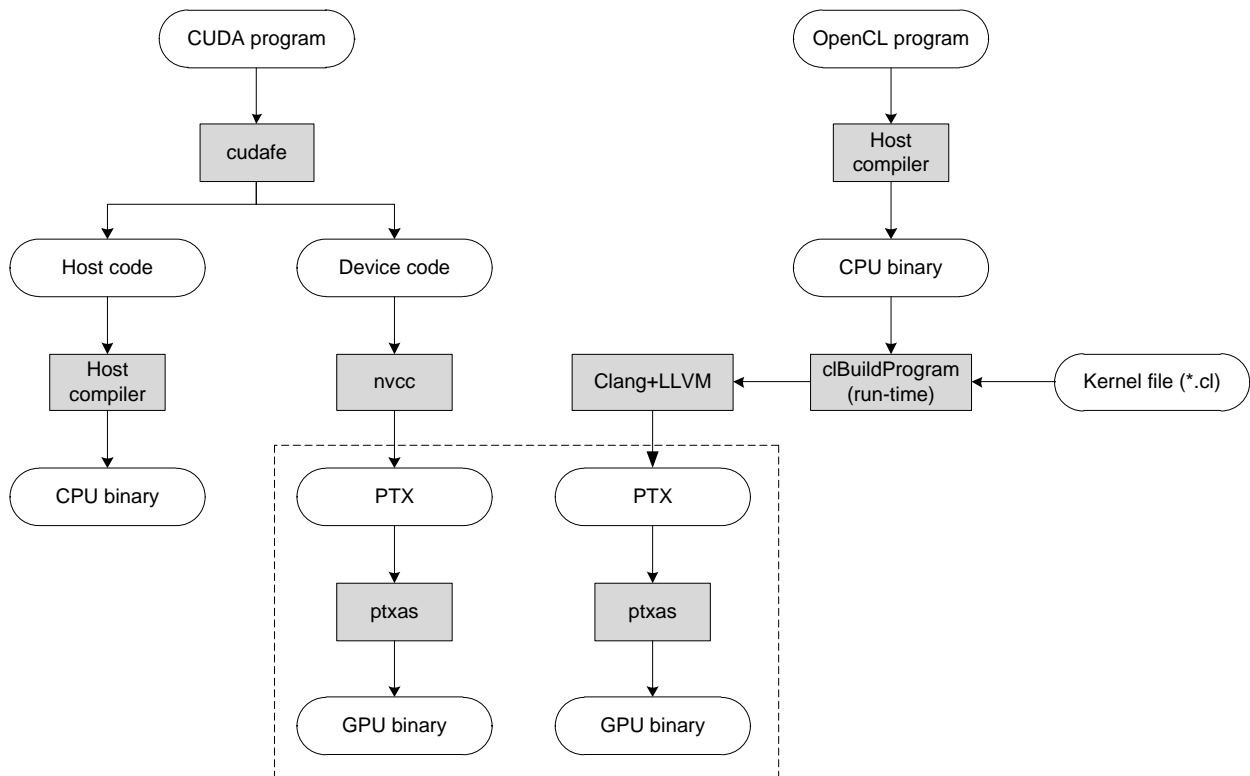 CUDA program
OpenCL program
cudafe
Host
compiler
Host code
Device code
CPU binary
Host
compiler
nvcc
Clang+LLVM
clBuildProgram
(run-time)
Kernel file (*.cl)
CPU binary
PTX
PTX
ptxas
ptxas
GPU binary
GPU binary